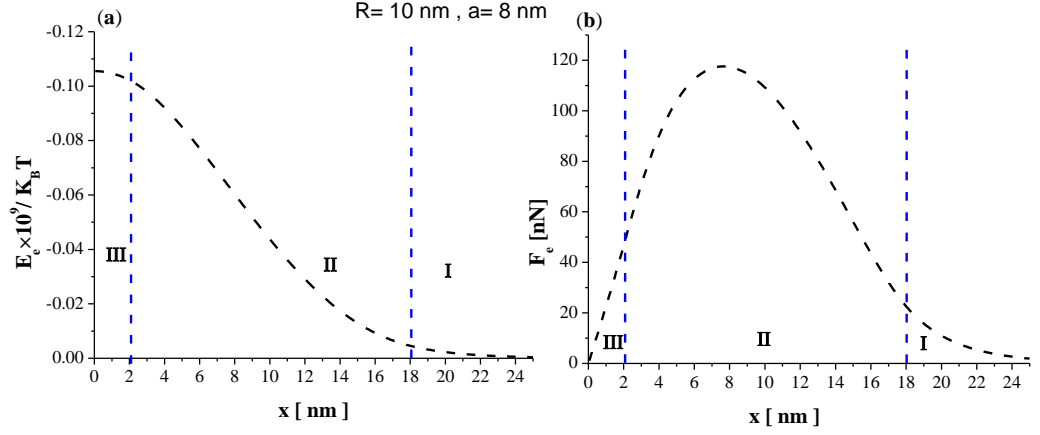 R= 10 nm , a= 8 nm
(a)
-0.12
-0.10
-0.08
-0.06
-0.04
-0.02
0.00
E_e×10^9/ K_BT
III
II
I
0 2 4 6 8 10 12 14 16 18 20 22 24
x [ nm ]
(b)
120
100
80
60
40
20
0
F_e [nN]
III
II
I
0 2 4 6 8 10 12 14 16 18 20 22 24
x [ nm ]